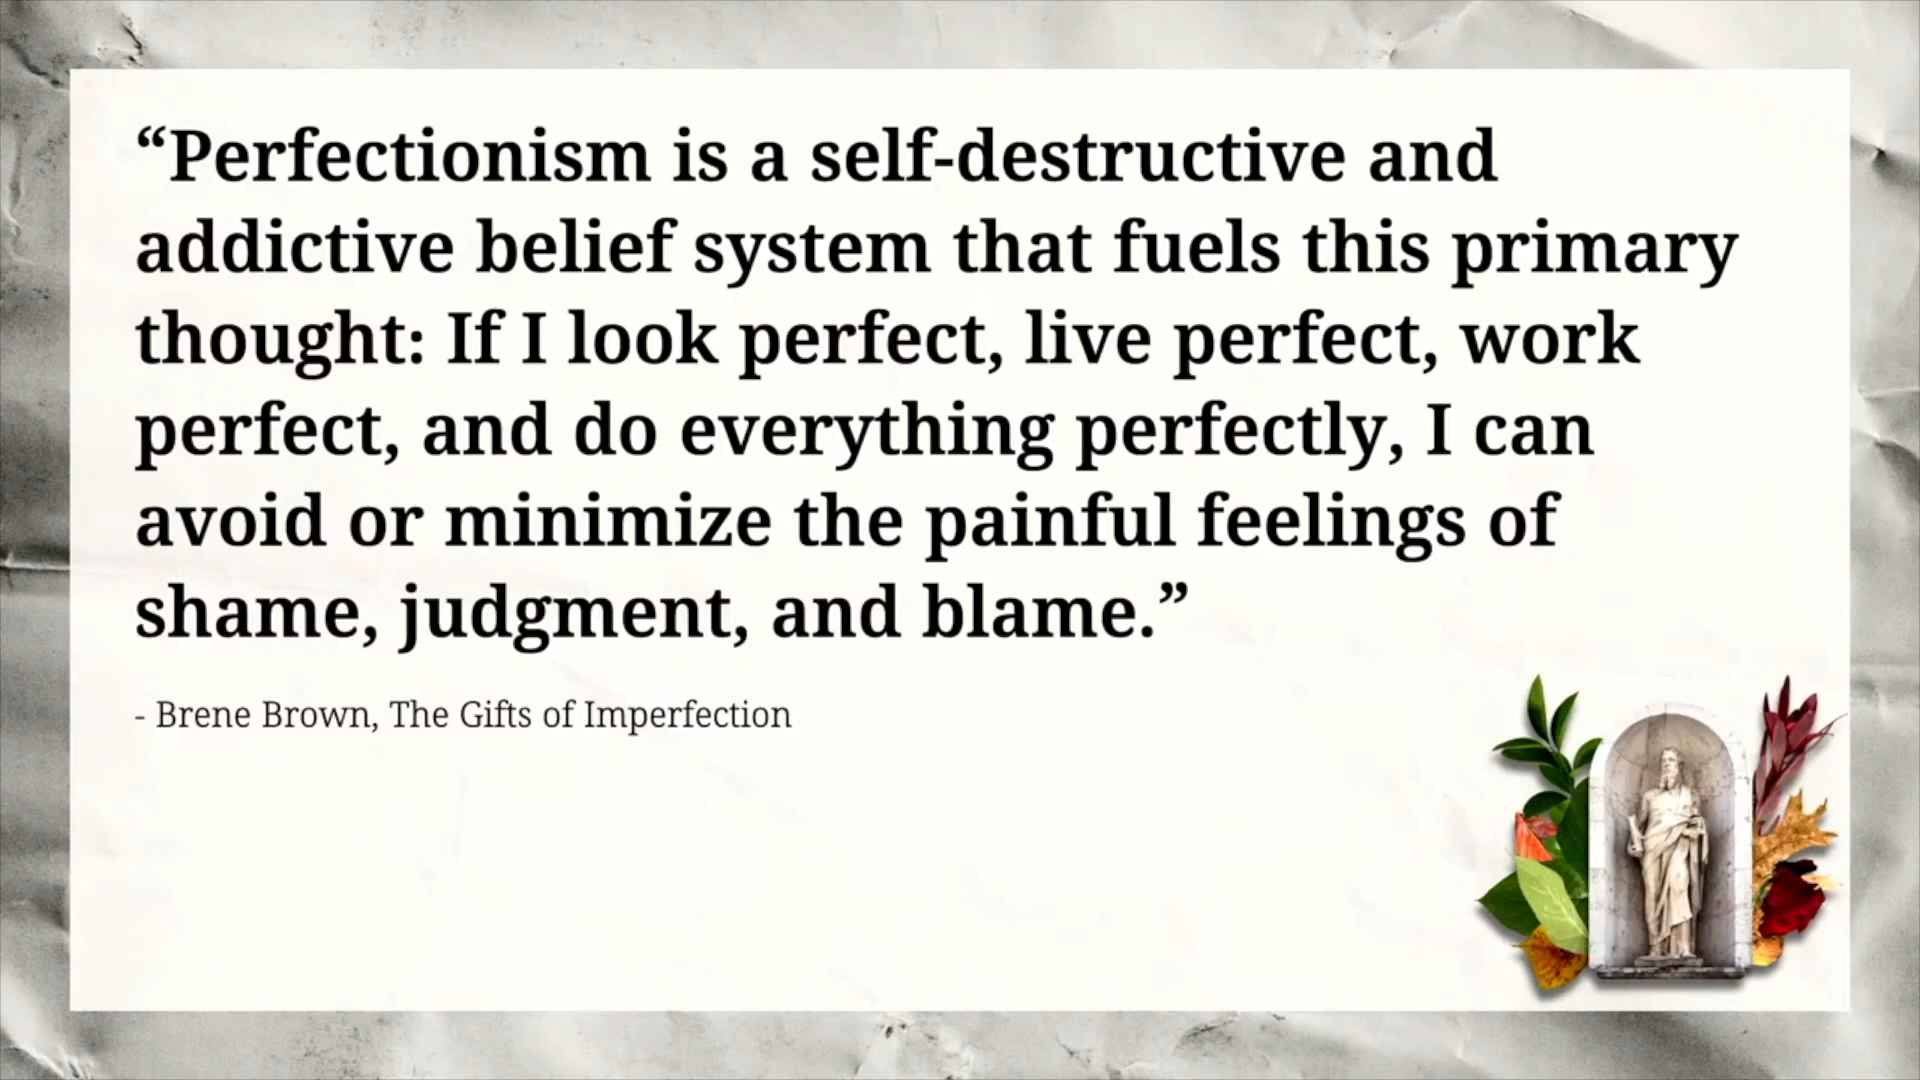 “Perfectionism is a self-destructive and
addictive belief system that fuels this primary
thought: If I look perfect, live perfect, work
perfect, and do everything perfectly, I can
avoid or minimize the painful feelings of
shame, judgment, and blame.”
- Brene Brown, The Gifts of Imperfection